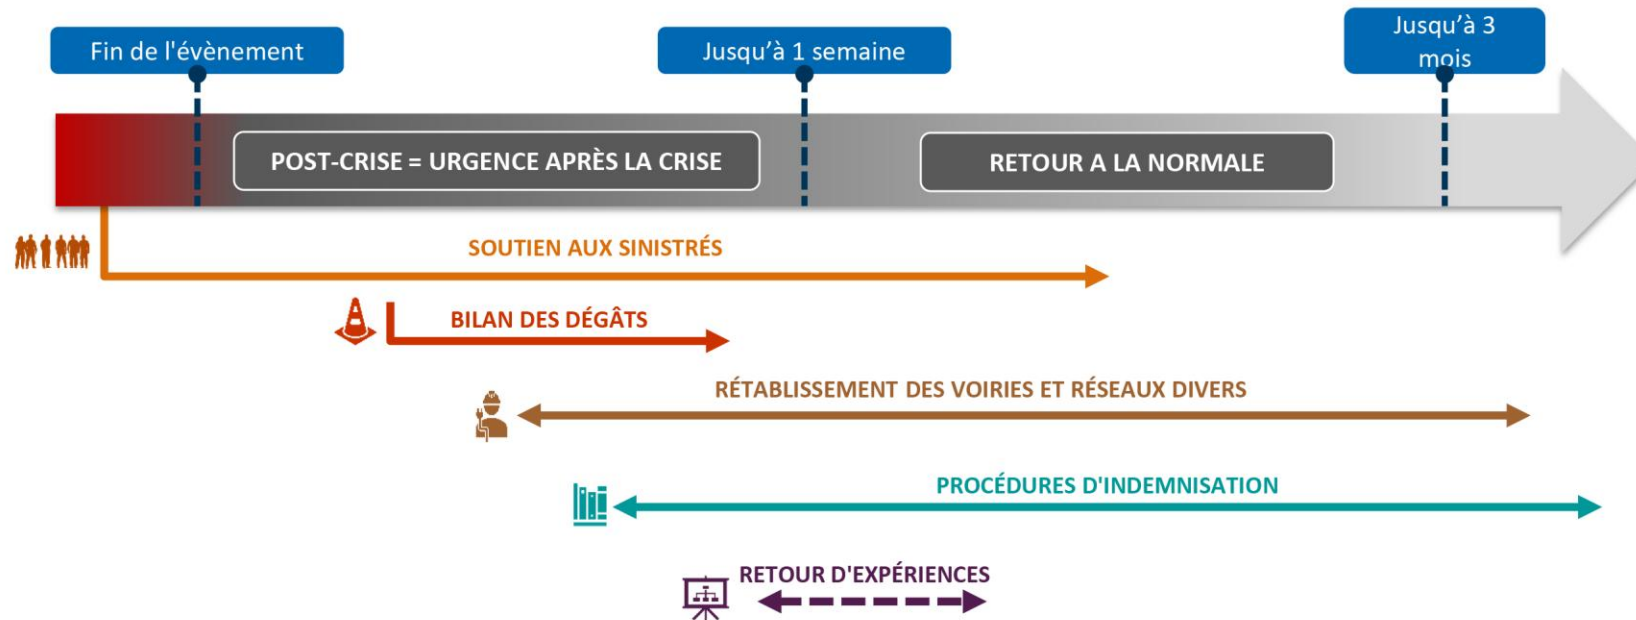 Fin de l'évènement
Jusqu'à 1 semaine
Jusqu'à 3
mois
POST-CRISE = URGENCE APRÈS LA CRISE
RETOUR A LA NORMALE
SOUTIEN AUX SINISTRÉS
BILAN DES DÉGÂTS
RÉTABLISSEMENT DES VOIRIES ET RÉSEAUX DIVERS
PROCÉDURES D'INDEMNISATION
RETOUR D'EXPÉRIENCES